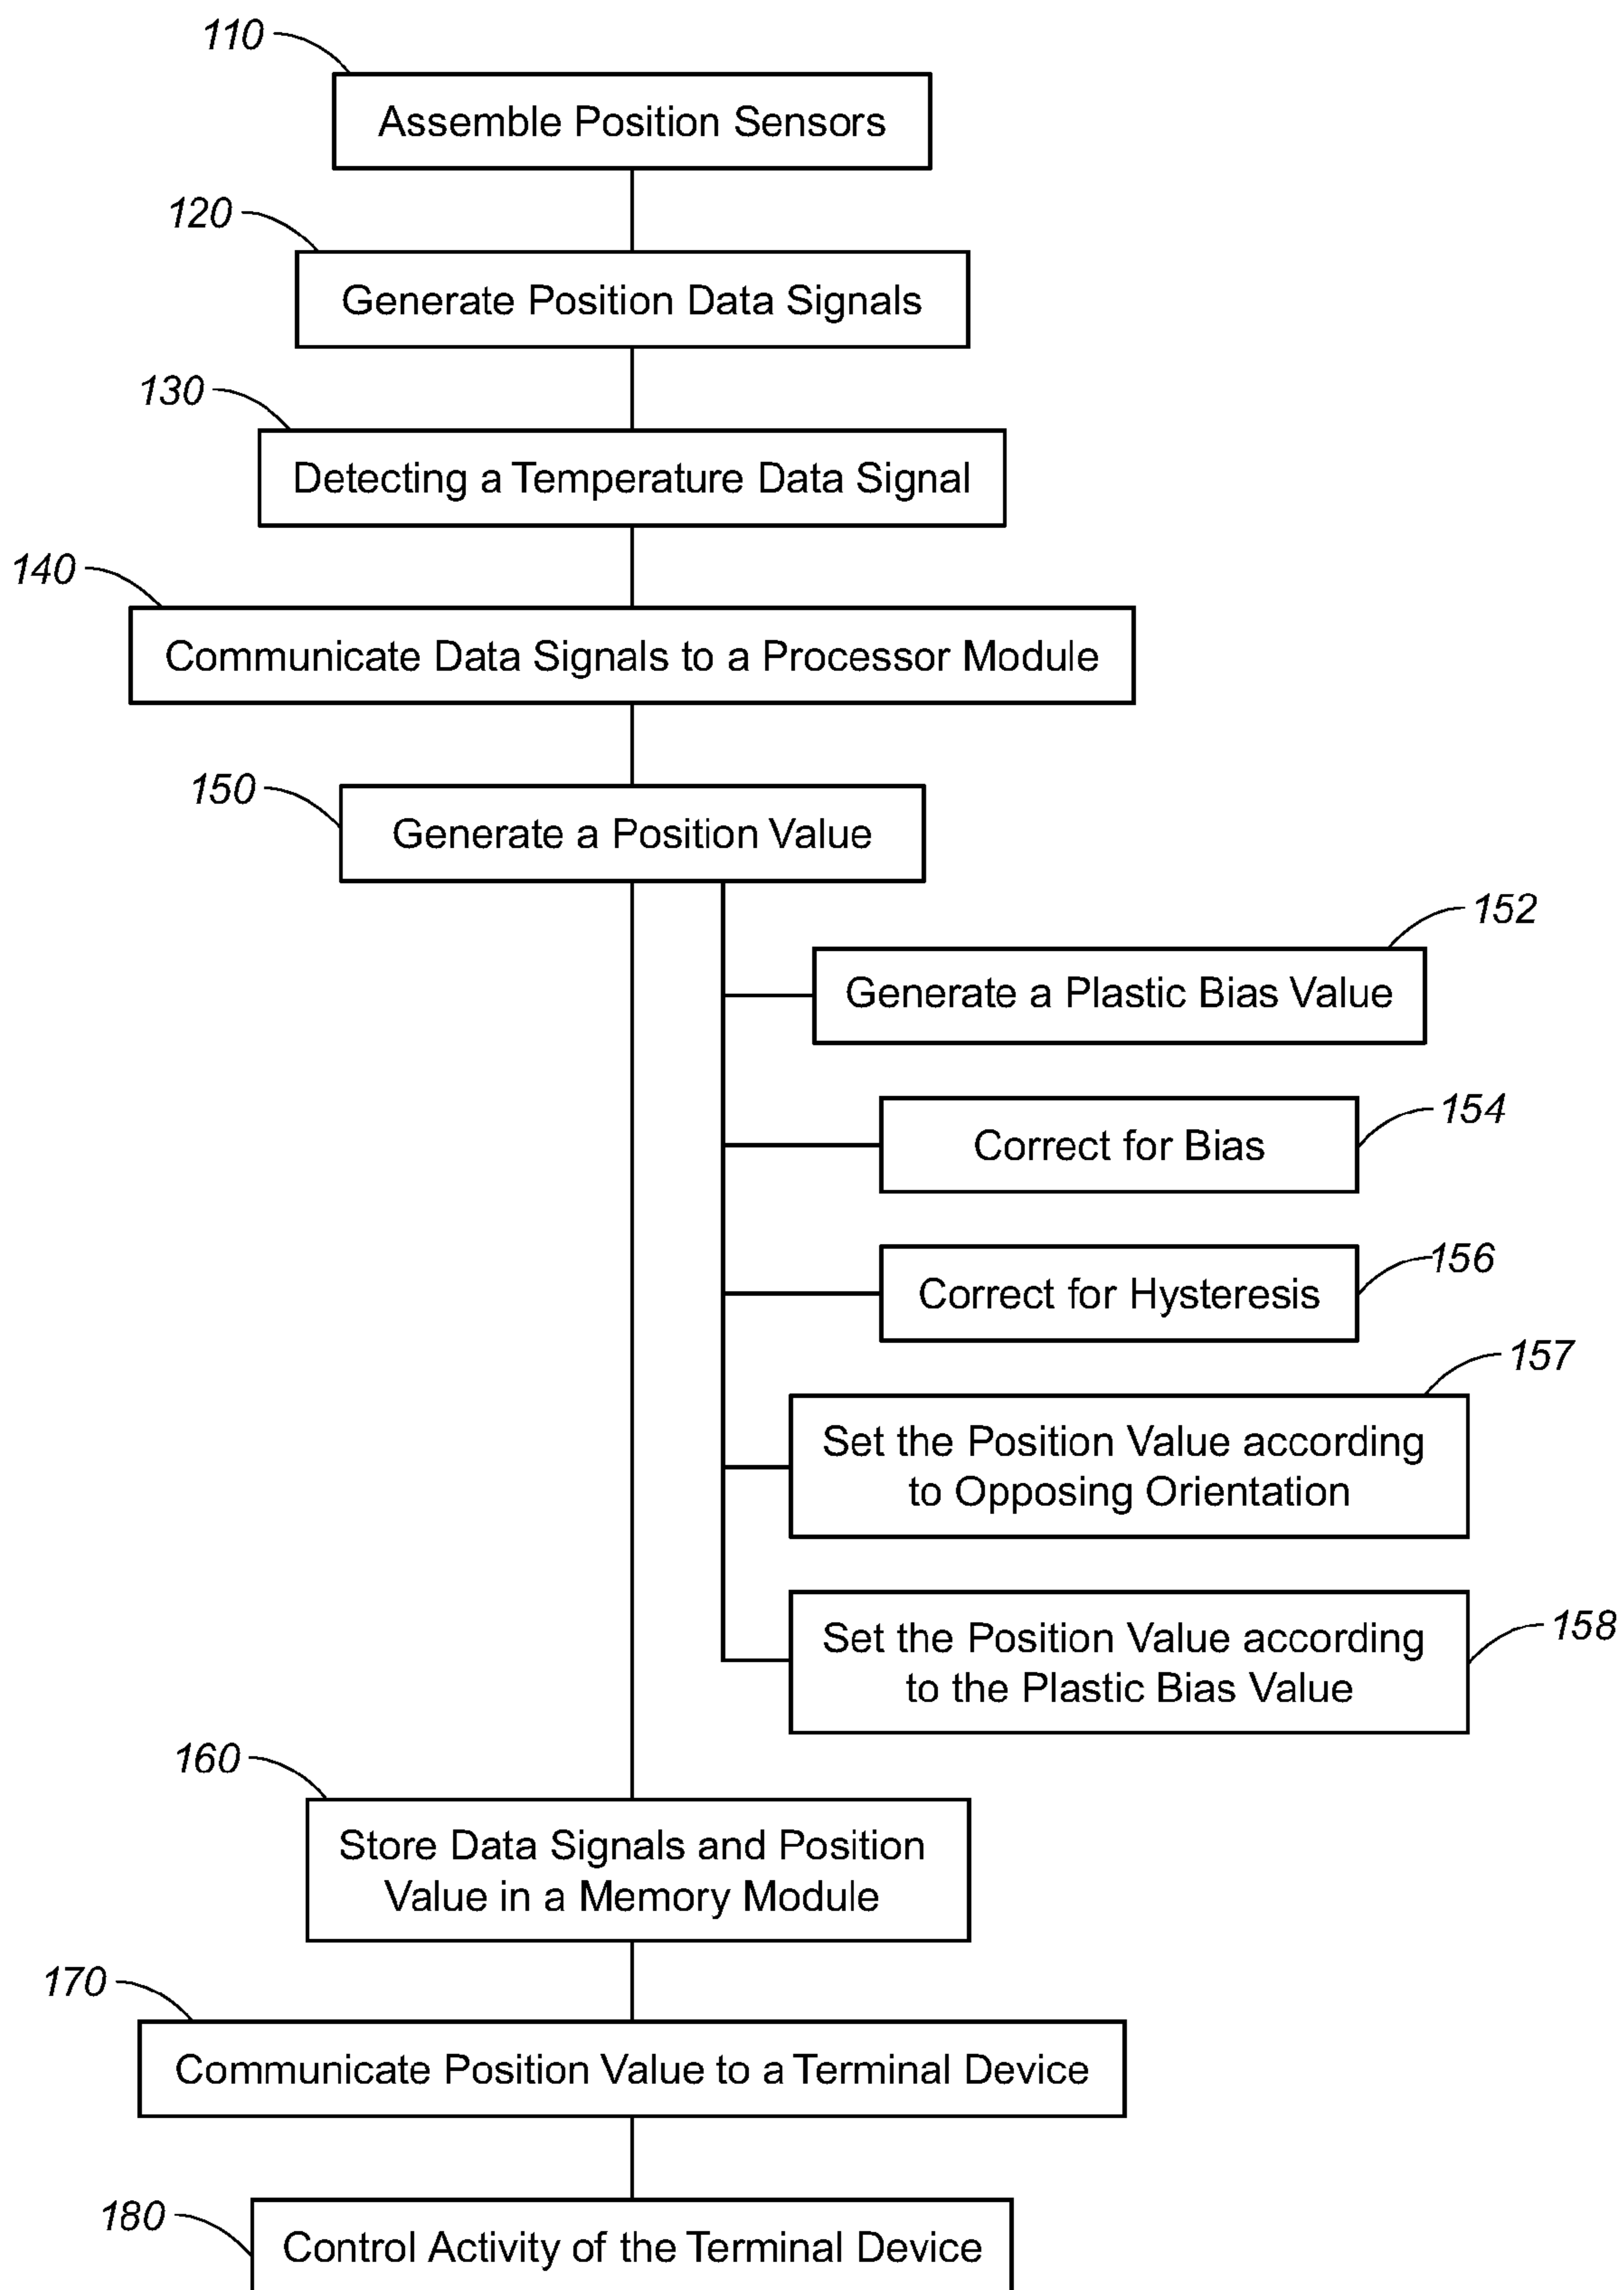 110
Assemble Position Sensors
120
Generate Position Data Signals
130
Detecting a Temperature Data Signal
140
Communicate Data Signals to a Processor Module
150
Generate a Position Value
152
Generate a Plastic Bias Value
154
Correct for Bias
156
Correct for Hysteresis
157
Set the Position Value according
to Opposing Orientation
158
Set the Position Value according
to the Plastic Bias Value
160
Store Data Signals and Position
Value in a Memory Module
170
Communicate Position Value to a Terminal Device
180
Control Activity of the Terminal Device